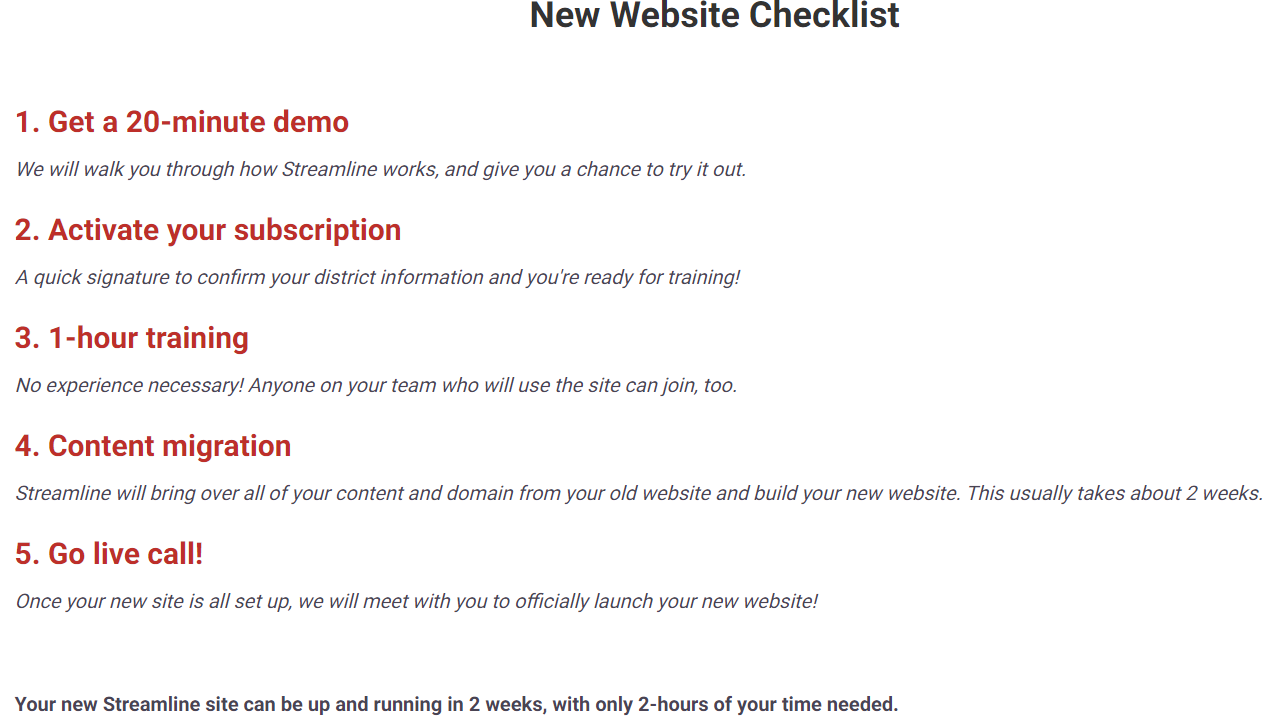 New Website Checklist
1. Get a 20-minute demo
We will walk you through how Streamline works, and give you a chance to try it out.
2. Activate your subscription
A quick signature to confirm your district information and you're ready for training!
3. 1-hour training
No experience necessary! Anyone on your team who will use the site can join, too.
4. Content migration
Streamline will bring over all of your content and domain from your old website and build your new website. This usually takes about 2 weeks.
5. Go live call!
Once your new site is all set up, we will meet with you to officially launch your new website!
Your new Streamline site can be up and running in 2 weeks, with only 2-hours of your time needed.